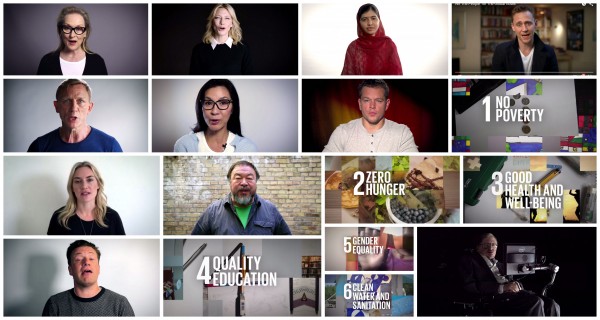 1 NO
POVERTY
2 ZERO
HUNGER
3 GOOD
HEALTH AND
WELL-BEING
4 QUALITY
EDUCATION
5 GENDER
EQUALITY
6 CLEAN
WATER AND
SANITATION